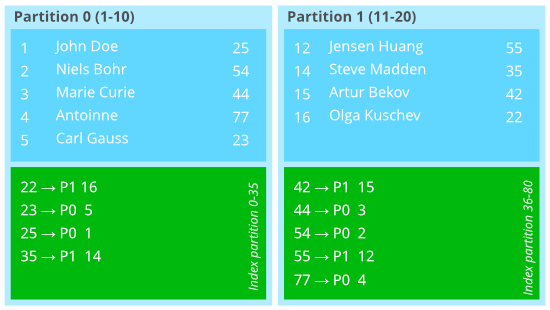 Partition 0 (1-10)
1 John Doe 25
2 Niels Bohr 54
3 Marie Curie 44
4 Antoinne 77
5 Carl Gauss 23
22 → P1 16
23 → P0 5
25 → P0 1
35 → P1 14
Index partition 0-35
Partition 1 (11-20)
12 Jensen Huang 55
14 Steve Madden 35
15 Artur Bekov 42
16 Olga Kuschev 22
42 → P1 15
44 → P0 3
54 → P0 2
55 → P1 12
77 → P0 4
Index partition 36-80